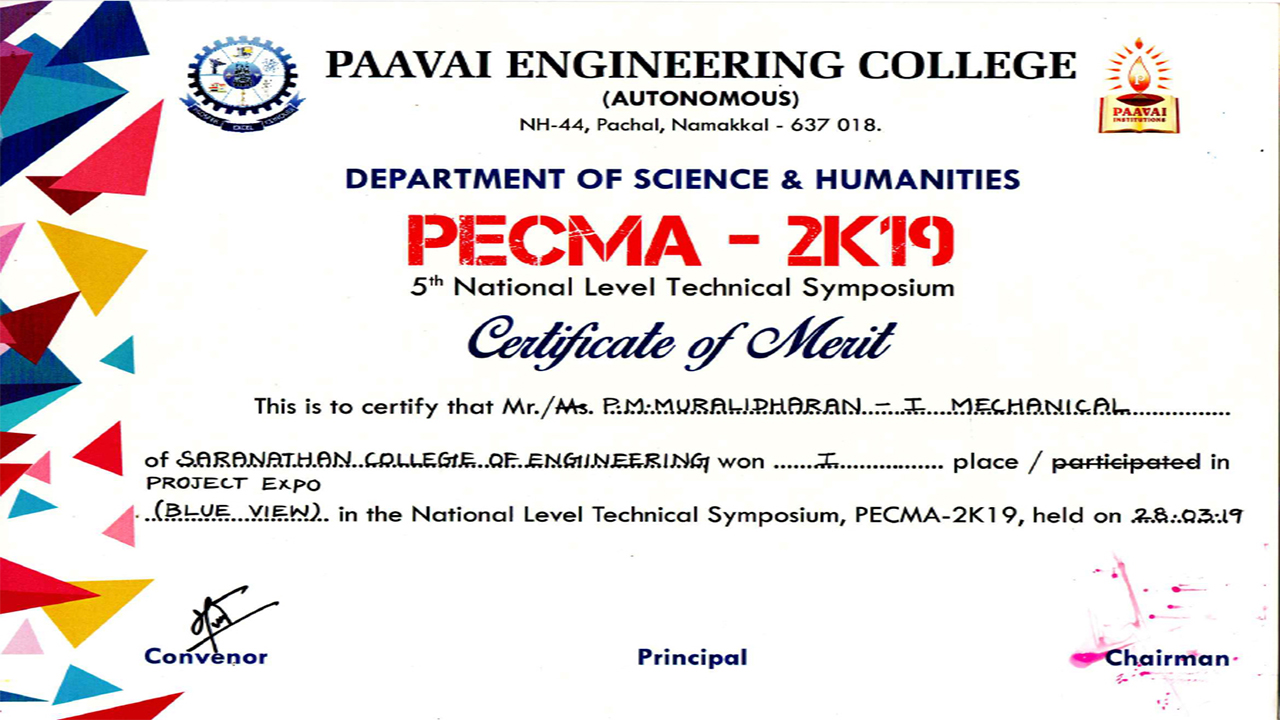 PAAVAI ENGINEERING COLLEGE
(AUTONOMOUS)
NH-44, Pachal, Namakkal - 637 018.
EXCEL
P
PAAVAI
INSTITUTIONS
DEPARTMENT OF SCIENCE & HUMANITIES
PECMA - 2K19
5th National Level Technical Symposium
Certificate of Merit
This is to certify that Mr./Ms. P.M.MURALIDHARAN - I MECHANICAL
of SARANATHAN COLLEGE OF ENGINEERING won I place / participated in
PROJECT EXPO
(BLUE VIEW) in the National Level Technical Symposium, PECMA-2K19, held on 28.03.19
Convenor Principal Chairman